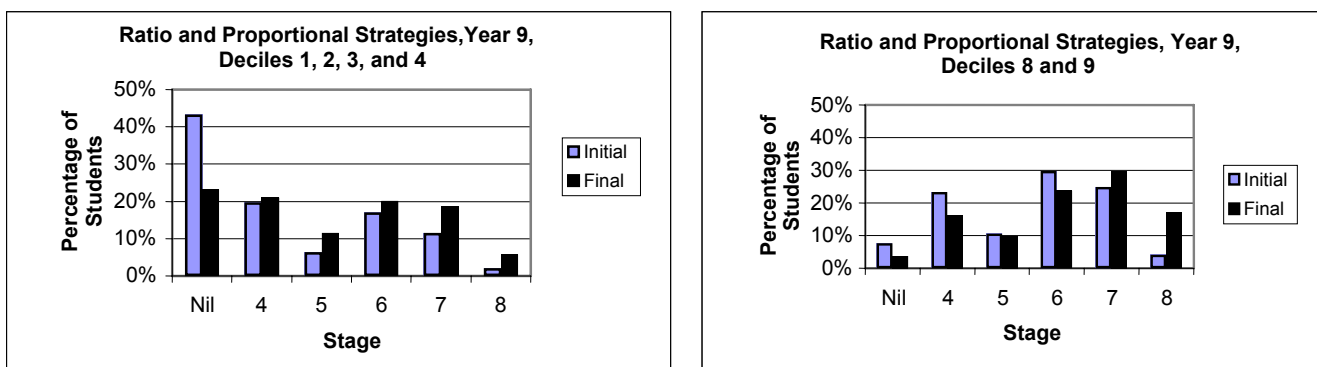 Ratio and Proportional Strategies,Year 9,
Deciles 1, 2, 3, and 4
Percentage of
Students
50%
40%
30%
20%
10%
0%
Nil 4 5 6 7 8
Stage
Initial
Final
Ratio and Proportional Strategies, Year 9,
Deciles 8 and 9
Percentage of
Students
50%
40%
30%
20%
10%
0%
Nil 4 5 6 7 8
Stage
Initial
Final